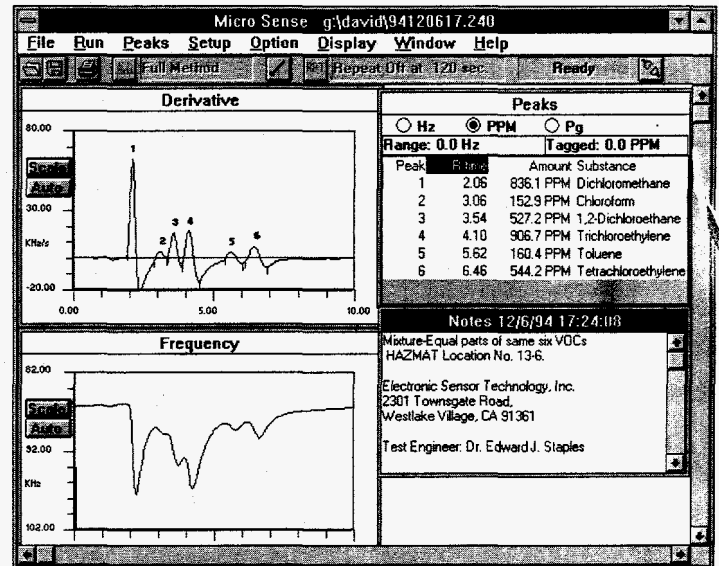 Micro Sense g:\david\94120617.240
File Run Peaks Setup Option Display Window Help
Full Method Repeat Off at 120 sec Ready
Derivative
80.00
Scale
Auto
30.00
KHz/s
-20.00
1 2 3 4 5 6
0.00 5.00 10.00
Frequency
62.00
Scale
Auto
92.00
KHz
102.00
Peaks
Hz PPM Pg
Range: 0.0 Hz Tagged: 0.0 PPM
Peak R time Amount Substance
1 2.06 836.1 PPM Dichloromethane
2 3.06 152.9 PPM Chloroform
3 3.54 527.2 PPM 1,2-Dichloroethane
4 4.10 906.7 PPM Trichloroethylene
5 5.62 160.4 PPM Toluene
6 6.46 544.2 PPM Tetrachloroethylene
Notes 12/6/94 17:24:08
Mixture-Equal parts of same six VOCs
HAZMAT Location No. 13-6.
Electronic Sensor Technology, Inc.
2301 Townsgate Road,
Westlake Village, CA 91361
Test Engineer: Dr. Edward J. Staples